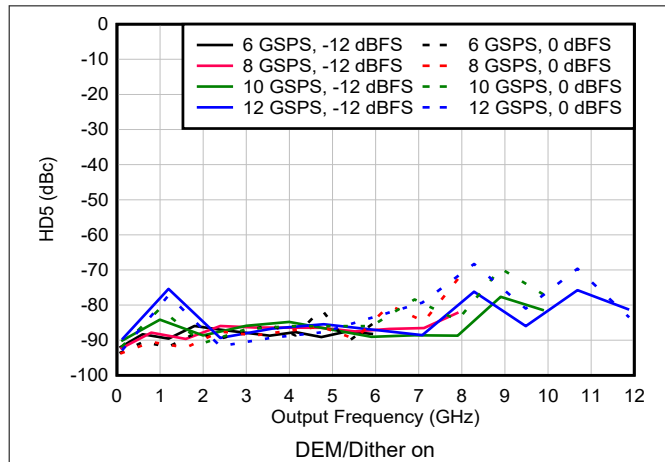 0
-10
-20
-30
-40
-50
-60
-70
-80
-90
-100
HD5 (dBc)
6 GSPS, -12 dBFS
8 GSPS, -12 dBFS
10 GSPS, -12 dBFS
12 GSPS, -12 dBFS
6 GSPS, 0 dBFS
8 GSPS, 0 dBFS
10 GSPS, 0 dBFS
12 GSPS, 0 dBFS
0 1 2 3 4 5 6 7 8 9 10 11 12
Output Frequency (GHz)
DEM/Dither on